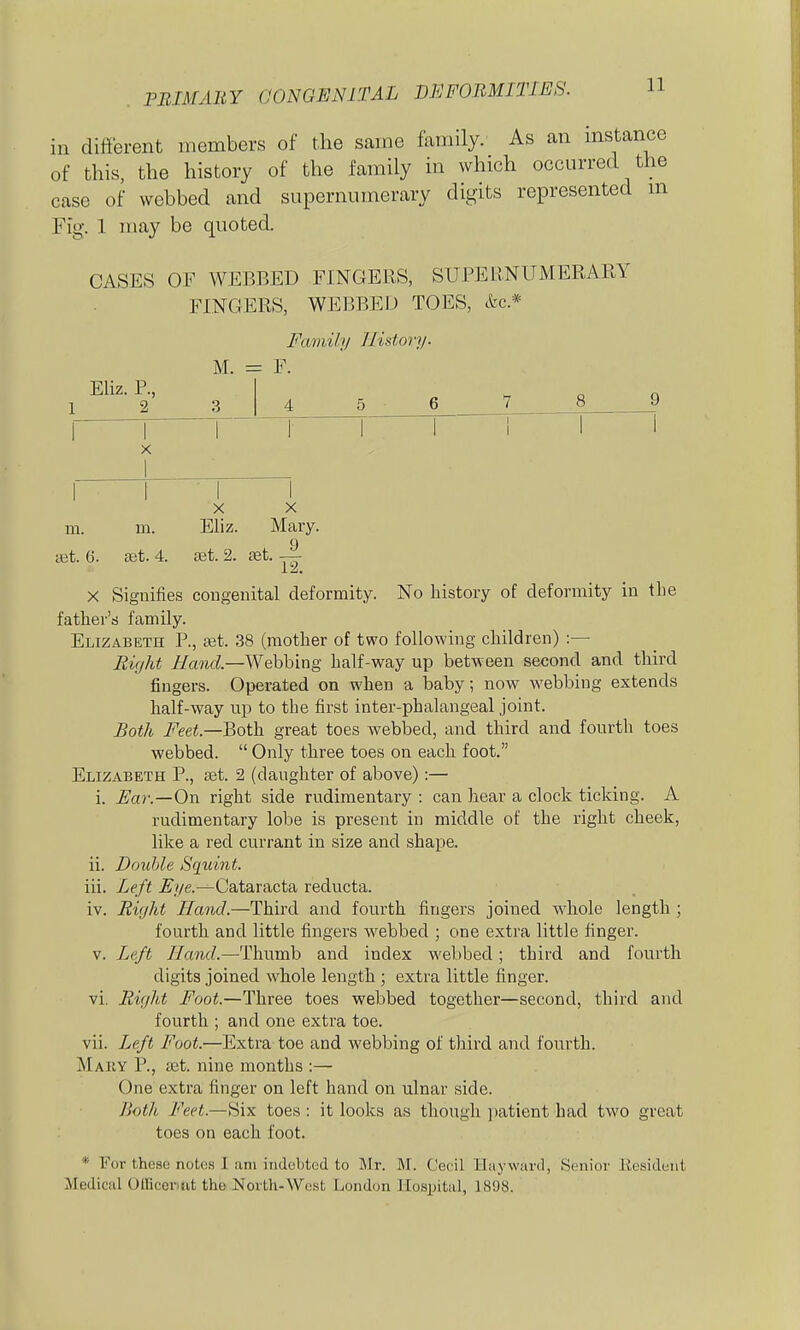 PRIMARY CONGENITAL DEFORMITIES. 11
in different members of the same family. As an instance
of this, the history of the family in which occurred the
case of webbed and supernumerary digits represented in
Fig. 1 may be quoted.
CASES OF WEBBED FINGERS, SUPERNUMERARY
FINGERS, WEBBED TOES, &c.*
Family History.
M. = F.
Eliz. P.,
1 2 3 4 5 6 7 8 9
x
x x
m. m. Eliz. Mary.
æt. 6. æt. 4. æt. 2. æt. 9/12.
x Signifies congenital deformity. No history of deformity in the
father's family.
Elizabeth P., æt. 38 (mother of two following children) :—
Right Hand.—Webbing half-way up between second and third
fingers. Operated on when a baby; now webbing extends
half-way up to the first inter-phalangeal joint.
Both Feet.—Both great toes webbed, and third and fourth toes
webbed. “ Only three toes on each foot.”
Elizabeth P., æt. 2 (daughter of above) :—
i. Ear.—On right side rudimentary : can hear a clock ticking. A
rudimentary lobe is present in middle of the right cheek,
like a red currant in size and shape.
ii. Double Squint.
iii. Left Eye.—Cataracta reducta.
iv. Right Hand.—Third and fourth fingers joined whole length ;
fourth and little fingers webbed ; one extra little finger.
v. Left Hand.—Thumb and index webbed ; third and fourth
digits joined whole length ; extra little finger.
vi. Right Foot.—Three toes webbed together—second, third and
fourth ; and one extra toe.
vii. Left Foot.—Extra toe and webbing of third and fourth.
Mary P., æt. nine months :—
One extra finger on left hand on ulnar side.
Both Feet.—Six toes : it looks as though patient had two great
toes on each foot.
* For these notes I am indebted to Mr. M. Cecil Hayward, Senior Resident
Medical Officer at the North-West London Hospital, 1898.